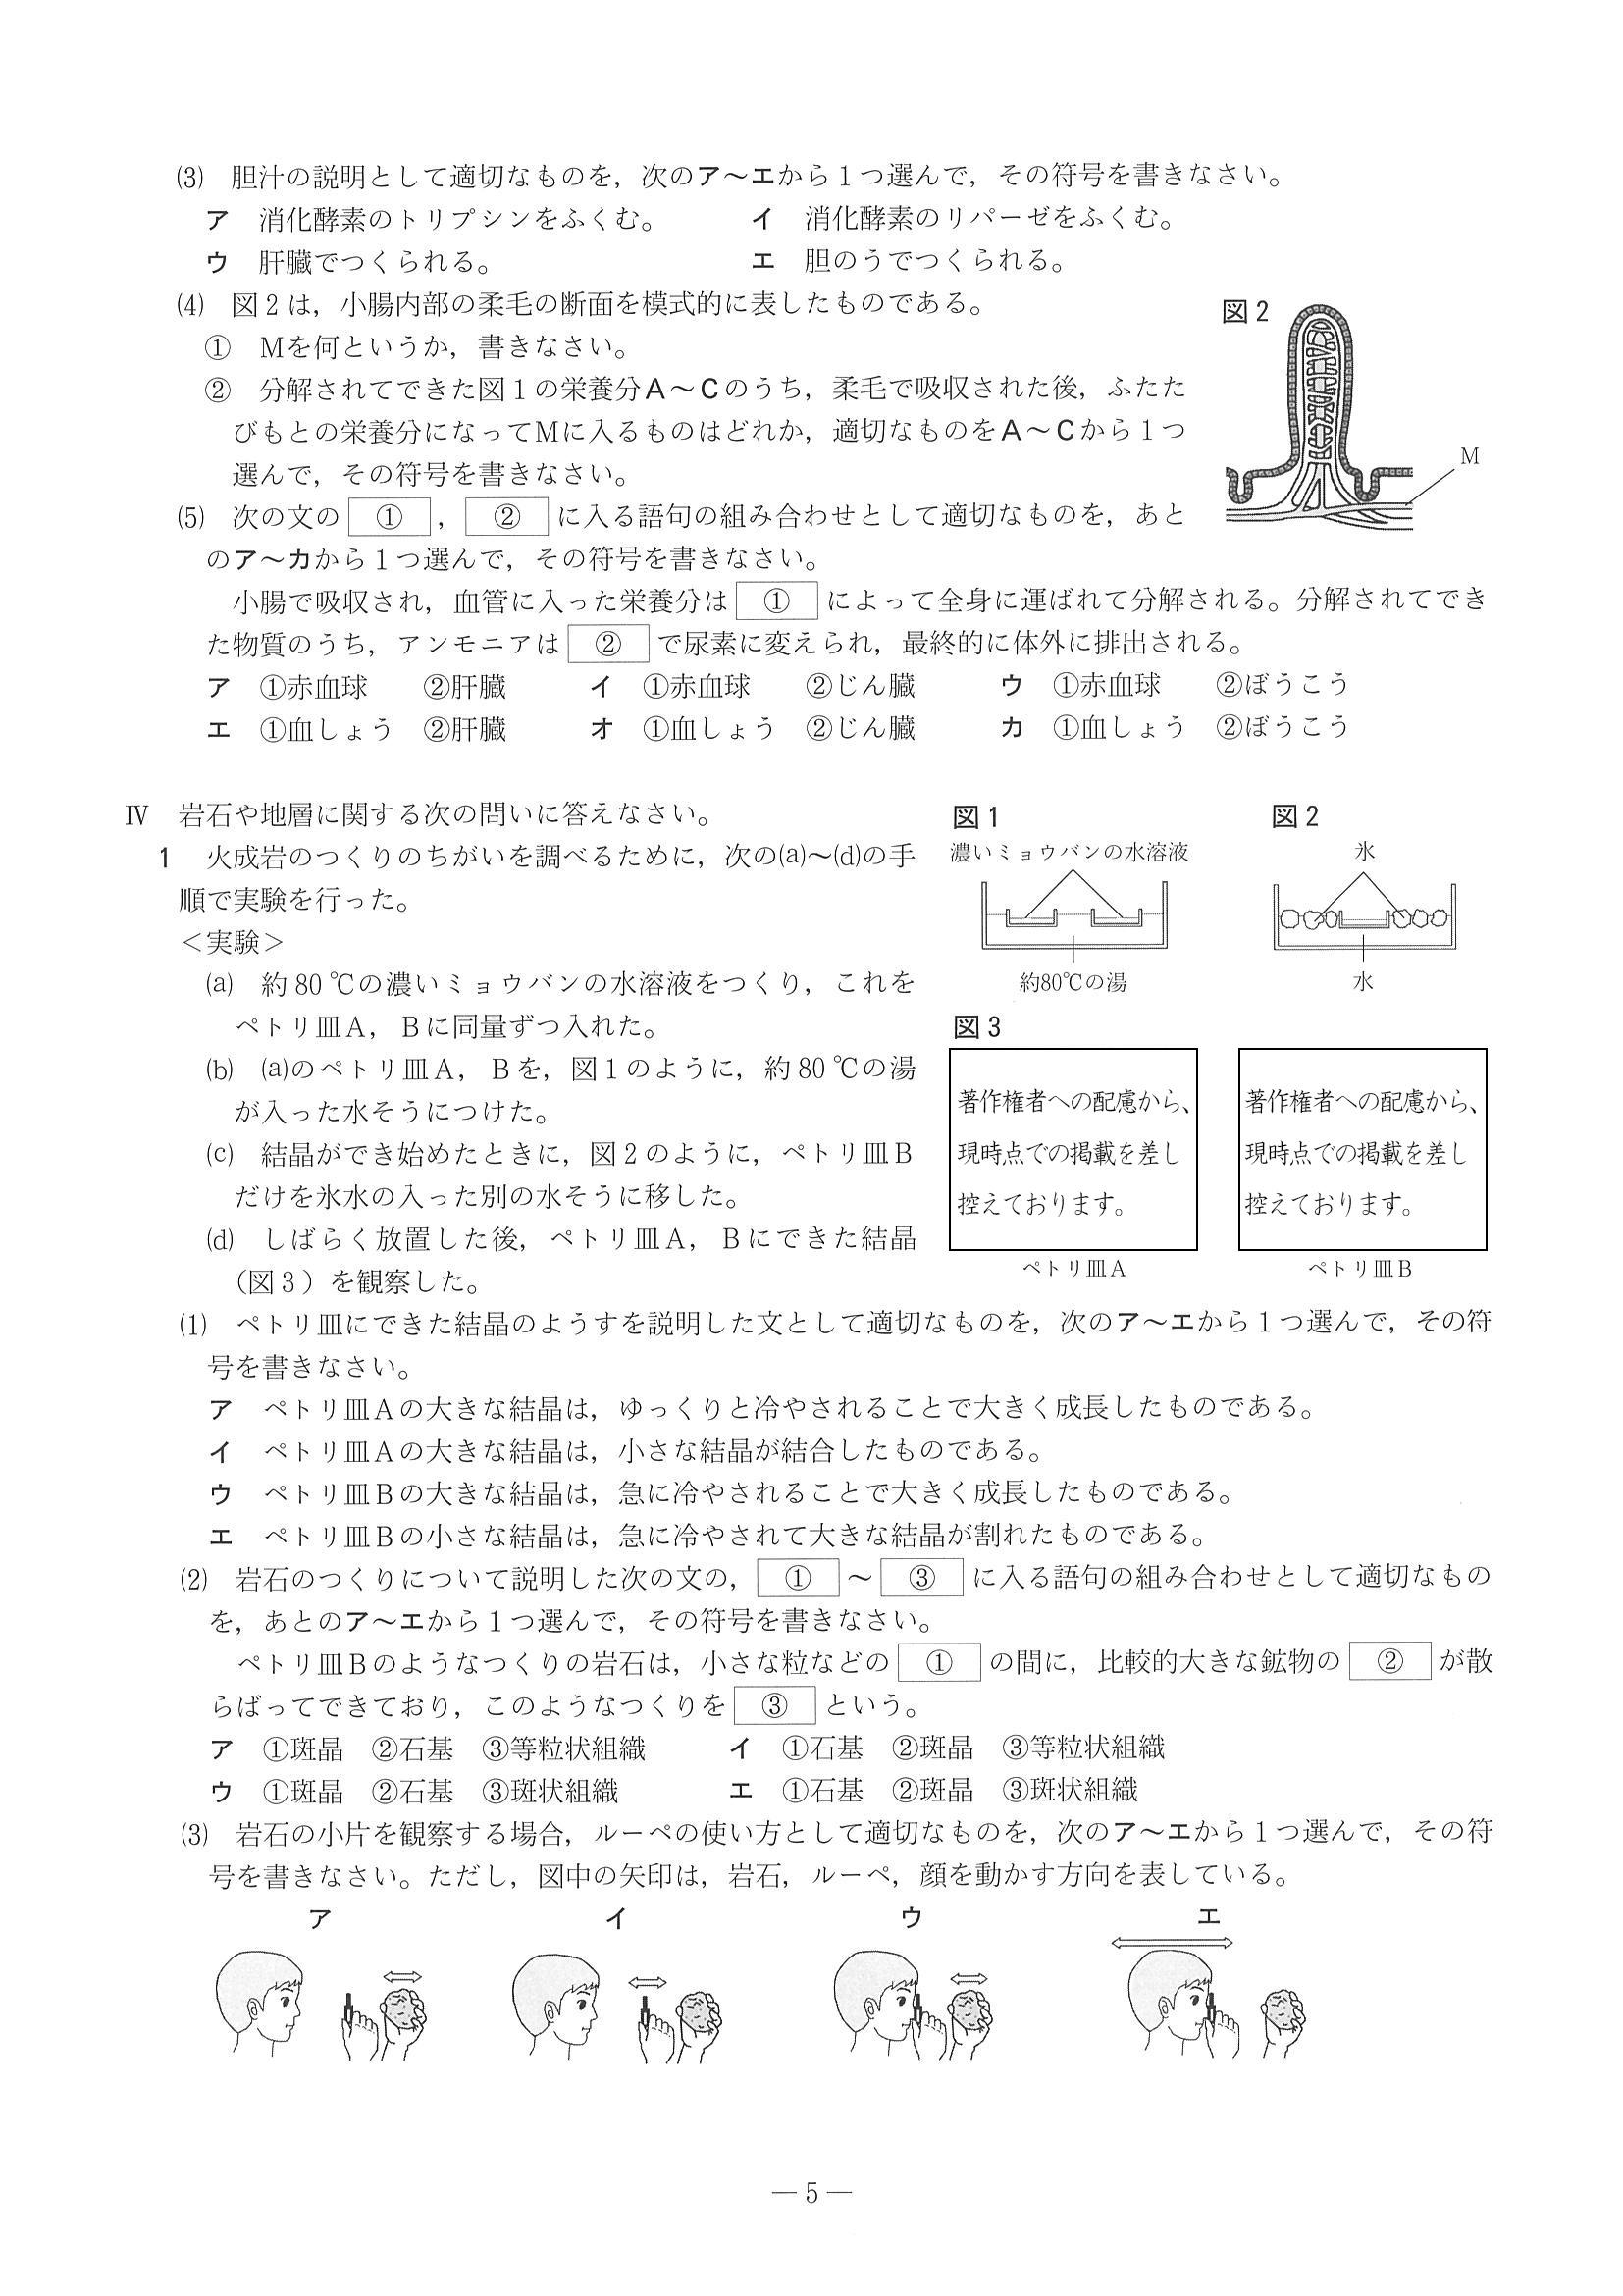 (3)　胆汁の説明として適切なものを，次のア～エから１つ選んで，その符号を書きなさい。
ア　消化酵素のトリプシンをふくむ。　　　イ　消化酵素のリパーゼをふくむ。
ウ　肝臓でつくられる。　　　エ　胆のうでつくられる。
(4)　図２は，小腸内部の柔毛の断面を模式的に表したものである。
図２
①　Mを何というか，書きなさい。
②　分解されてできた図１の栄養分A～Cのうち，柔毛で吸収された後，ふたた
びもとの栄養分になってMに入るものはどれか，適切なものをA～Cから１つ
選んで，その符号を書きなさい。
M
(5)　次の文の ① ， ② に入る語句の組み合わせとして適切なものを，あと
のア～カから１つ選んで，その符号を書きなさい。
小腸で吸収され，血管に入った栄養分は ① によって全身に運ばれて分解される。分解されてでき
た物質のうち，アンモニアは ② で尿素に変えられ，最終的に体外に排出される。
ア　①赤血球　②肝臓　　イ　①赤血球　②じん臓　　ウ　①赤血球　②ぼうこう
エ　①血しょう　②肝臓　　オ　①血しょう　②じん臓　　カ　①血しょう　②ぼうこう
Ⅳ　岩石や地層に関する次の問いに答えなさい。
1　火成岩のつくりのちがいを調べるために，次の(a)～(d)の手
順で実験を行った。
＜実験＞
(a)　約80℃の濃いミョウバンの水溶液をつくり，これを
ペトリ皿A，Bに同量ずつ入れた。
(b)　(a)のペトリ皿A，Bを，図１のように，約80℃の湯
が入った水そうにつけた。
(c)　結晶ができ始めたときに，図２のように，ペトリ皿B
だけを氷水の入った別の水そうに移した。
(d)　しばらく放置した後，ペトリ皿A，Bにできた結晶
（図３）を観察した。
図１
濃いミョウバンの水溶液
約80℃の湯
図２
氷
水
図３
著作権者への配慮から、
現時点での掲載を差し
控えております。
ペトリ皿A
著作権者への配慮から、
現時点での掲載を差し
控えております。
ペトリ皿B
(1)　ペトリ皿にできた結晶のようすを説明した文として適切なものを，次のア～エから１つ選んで，その符
号を書きなさい。
ア　ペトリ皿Aの大きな結晶は，ゆっくりと冷やされることで大きく成長したものである。
イ　ペトリ皿Aの大きな結晶は，小さな結晶が結合したものである。
ウ　ペトリ皿Bの大きな結晶は，急に冷やされることで大きく成長したものである。
エ　ペトリ皿Bの小さな結晶は，急に冷やされて大きな結晶が割れたものである。
(2)　岩石のつくりについて説明した次の文の， ① ～ ③ に入る語句の組み合わせとして適切なもの
を，あとのア～エから１つ選んで，その符号を書きなさい。
ペトリ皿Bのようなつくりの岩石は，小さな粒などの ① の間に，比較的大きな鉱物の ② が散
らばってできており，このようなつくりを ③ という。
ア　①斑晶　②石基　③等粒状組織　　イ　①石基　②斑晶　③等粒状組織
ウ　①斑晶　②石基　③斑状組織　　エ　①石基　②斑晶　③斑状組織
(3)　岩石の小片を観察する場合，ルーペの使い方として適切なものを，次のア～エから１つ選んで，その符
号を書きなさい。ただし，図中の矢印は，岩石，ルーペ，顔を動かす方向を表している。
ア　イ　ウ　エ
― 5 ―